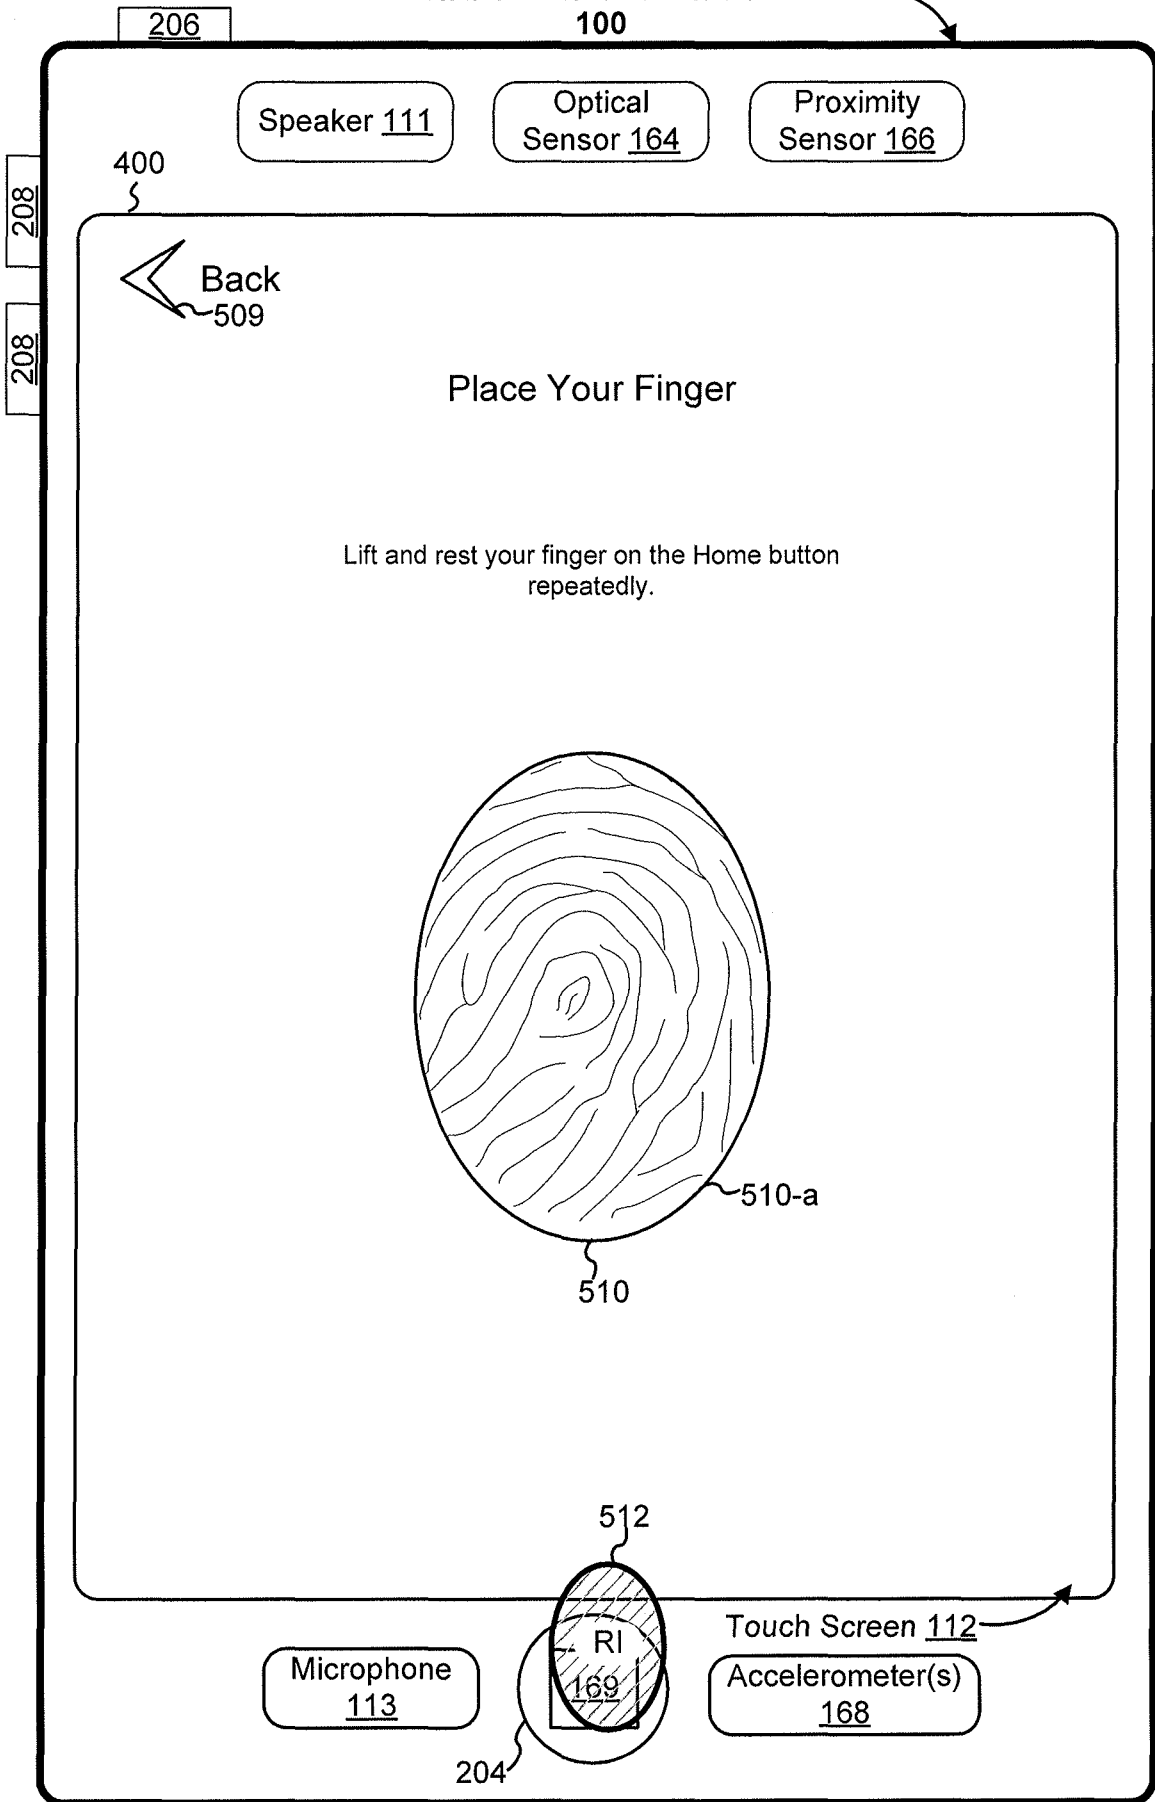 100
206
Speaker 111
Optical
Sensor 164
Proximity
Sensor 166
400
208
208
Back
509
Place Your Finger
Lift and rest your finger on the Home button
repeatedly.
510-a
510
512
RI
169
Touch Screen 112
Microphone
113
Accelerometer(s)
168
204